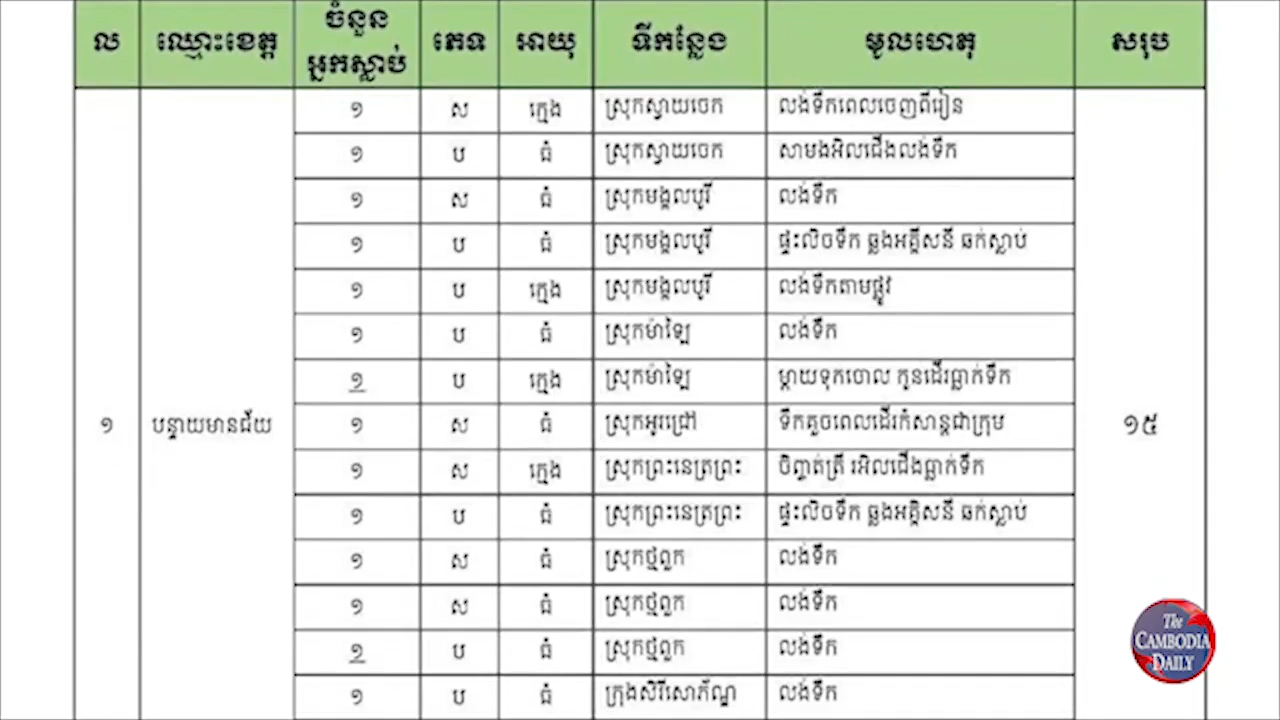 ល ឈ្មោះខេត្ត ចំនួន អ្នកស្លាប់ ភេទ អាយុ ទីកន្លែង មូលហេតុ សរុប
១ ស ក្មេង ស្រុកស្វាយចេក លង់ទឹកពេលចេញពីរៀន
១ ប ធំ ស្រុកស្វាយចេក សាមងអិលជើងលង់ទឹក
១ ស ធំ ស្រុកមង្គលបូរី លង់ទឹក
១ ប ធំ ស្រុកមង្គលបូរី ផ្ទះលិចទឹក ឆ្លងអគ្គីសនី ឆក់ស្លាប់
១ ប ក្មេង ស្រុកមង្គលបូរី លង់ទឹកតាមផ្លូវ
១ ប ធំ ស្រុកម៉ាឡៃ លង់ទឹក
១ ប ក្មេង ស្រុកម៉ាឡៃ ម្តាយទុកចោល កូនដើរធ្លាក់ទឹក
១ បន្ទាយមានជ័យ ១ ស ធំ ស្រុកអូរជ្រៅ ទឹកគួចពេលដើរកំសាន្តជាក្រុម ១៥
១ ស ក្មេង ស្រុកព្រះនេត្រព្រះ ចិញ្ចត់ត្រី រអិលជើងធ្លាក់ទឹក
១ ប ធំ ស្រុកព្រះនេត្រព្រះ ផ្ទះលិចទឹក ឆ្លងអគ្គិសនី ឆក់ស្លាប់
១ ស ធំ ស្រុកថ្មពួក លង់ទឹក
១ ស ធំ ស្រុកថ្មពួក លង់ទឹក
១ ប ធំ ស្រុកថ្មពួក លង់ទឹក
១ ប ធំ ក្រុងសិរីសោភ័ណ្ឌ លង់ទឹក
The
CAMBODIA
DAILY